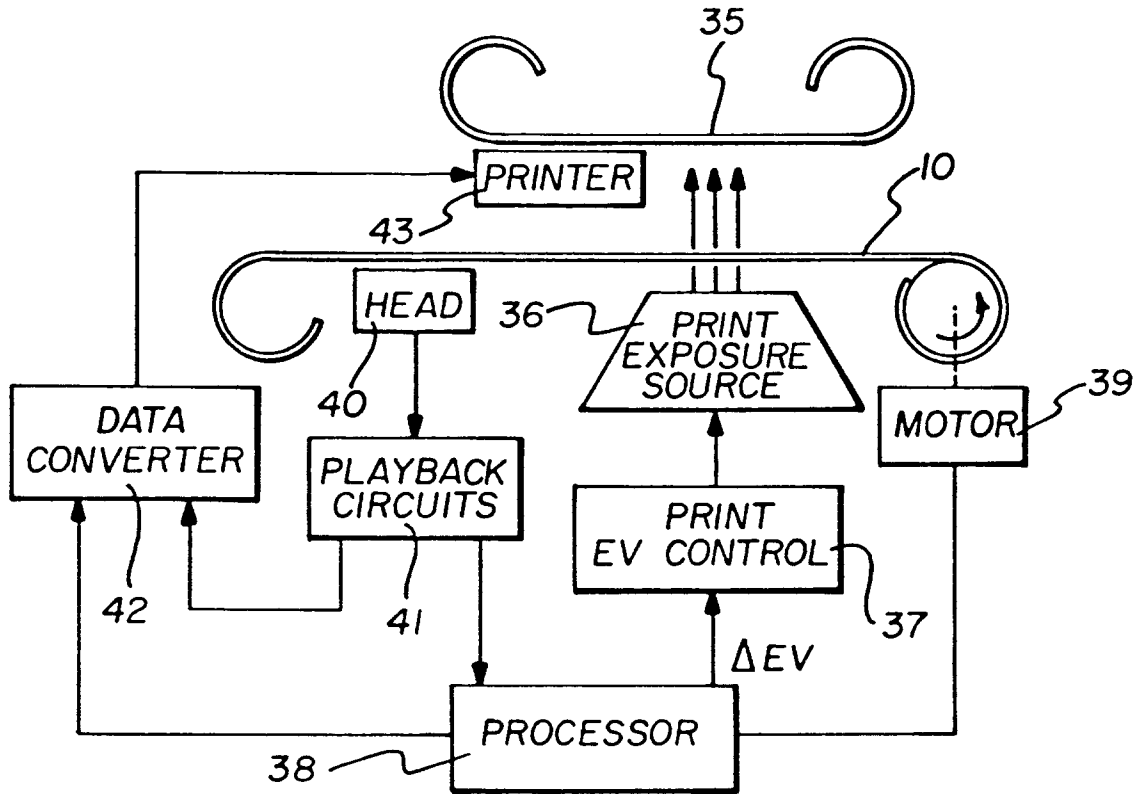 35
PRINTER
43
10
HEAD
40
36
PRINT
EXPOSURE
SOURCE
MOTOR
39
DATA
CONVERTER
42
PLAYBACK
CIRCUITS
41
PRINT
EV CONTROL
37
ΔEV
PROCESSOR
38